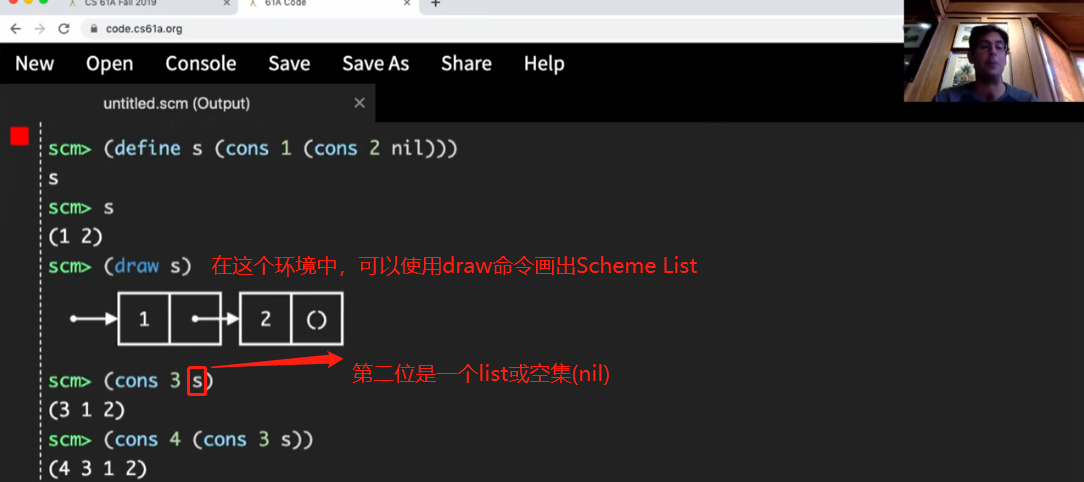 CS 61A Fall 2019
61A Code
code.cs61a.org
New Open Console Save Save As Share Help
untitled.scm (Output)
scm> (define s (cons 1 (cons 2 nil)))
s
scm> s
(1 2)
scm> (draw s) 在这个环境中，可以使用draw命令画出Scheme List
1 2 ()
第二位是一个list或空集(nil)
scm> (cons 3 s)
(3 1 2)
scm> (cons 4 (cons 3 s))
(4 3 1 2)